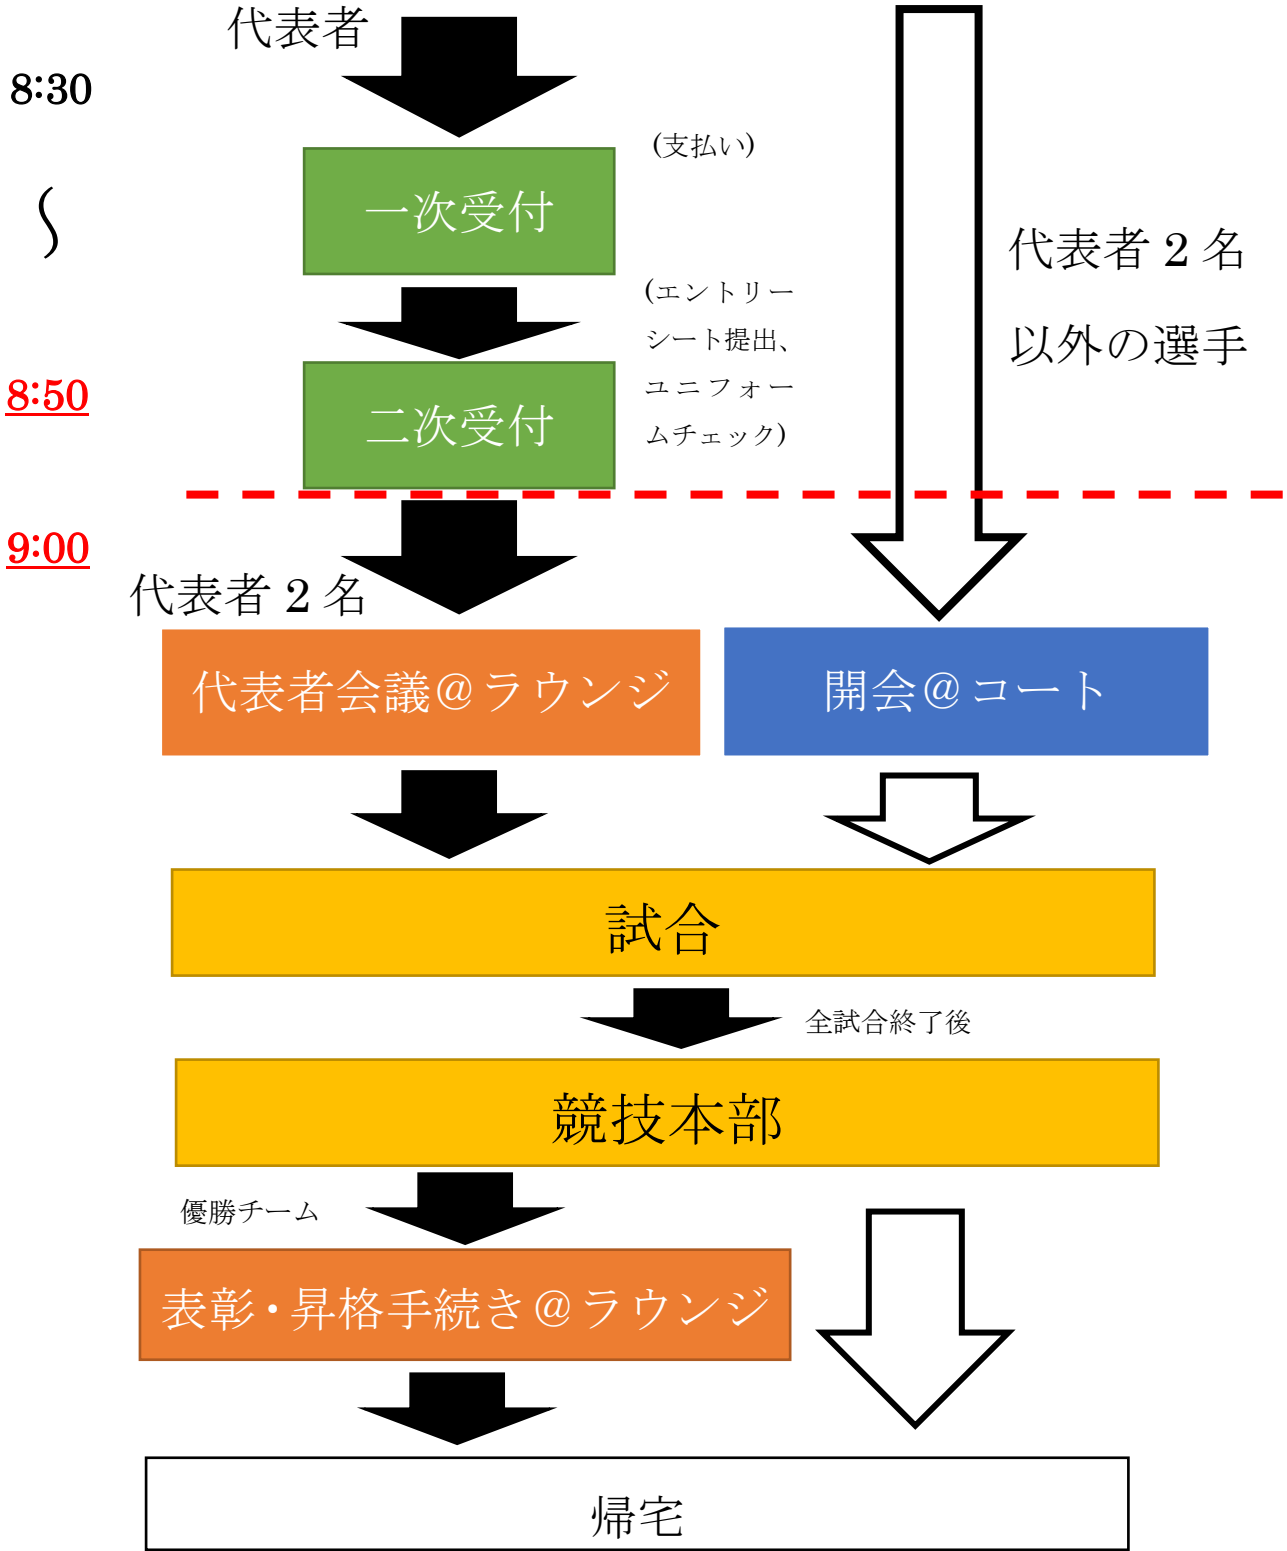 代表者
8:30
～
(支払い)
一次受付
代表者 2 名
以外の選手
(エントリー
シート提出、
ユニフォー
ムチェック)
8:50
二次受付
9:00
代表者 2 名
代表者会議@ラウンジ
開会@コート
試合
全試合終了後
競技本部
優勝チーム
表彰・昇格手続き@ラウンジ
帰宅